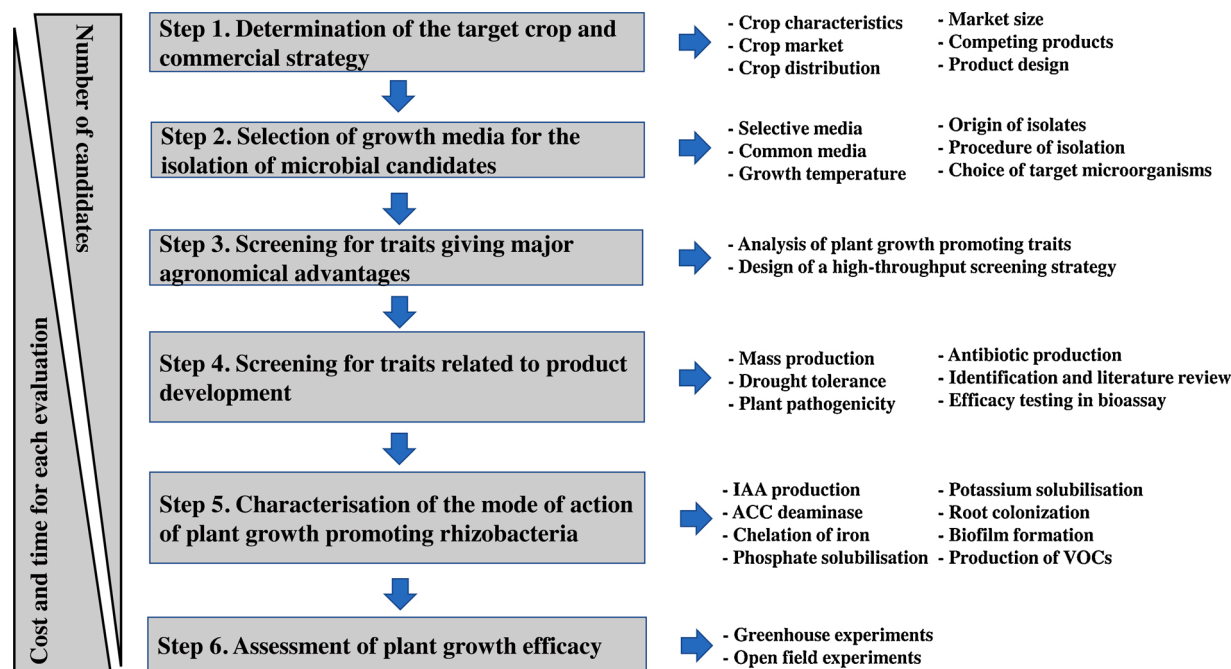 Number of candidates
Cost and time for each evaluation
Step 1. Determination of the target crop and
commercial strategy
- Crop characteristics
- Crop market
- Crop distribution
- Market size
- Competing products
- Product design
Step 2. Selection of growth media for the
isolation of microbial candidates
- Selective media
- Common media
- Growth temperature
- Origin of isolates
- Procedure of isolation
- Choice of target microorganisms
Step 3. Screening for traits giving major
agronomical advantages
- Analysis of plant growth promoting traits
- Design of a high-throughput screening strategy
Step 4. Screening for traits related to product
development
- Mass production
- Drought tolerance
- Plant pathogenicity
- Antibiotic production
- Identification and literature review
- Efficacy testing in bioassay
Step 5. Characterisation of the mode of action
of plant growth promoting rhizobacteria
- IAA production
- ACC deaminase
- Chelation of iron
- Phosphate solubilisation
- Potassium solubilisation
- Root colonization
- Biofilm formation
- Production of VOCs
Step 6. Assessment of plant growth efficacy
- Greenhouse experiments
- Open field experiments